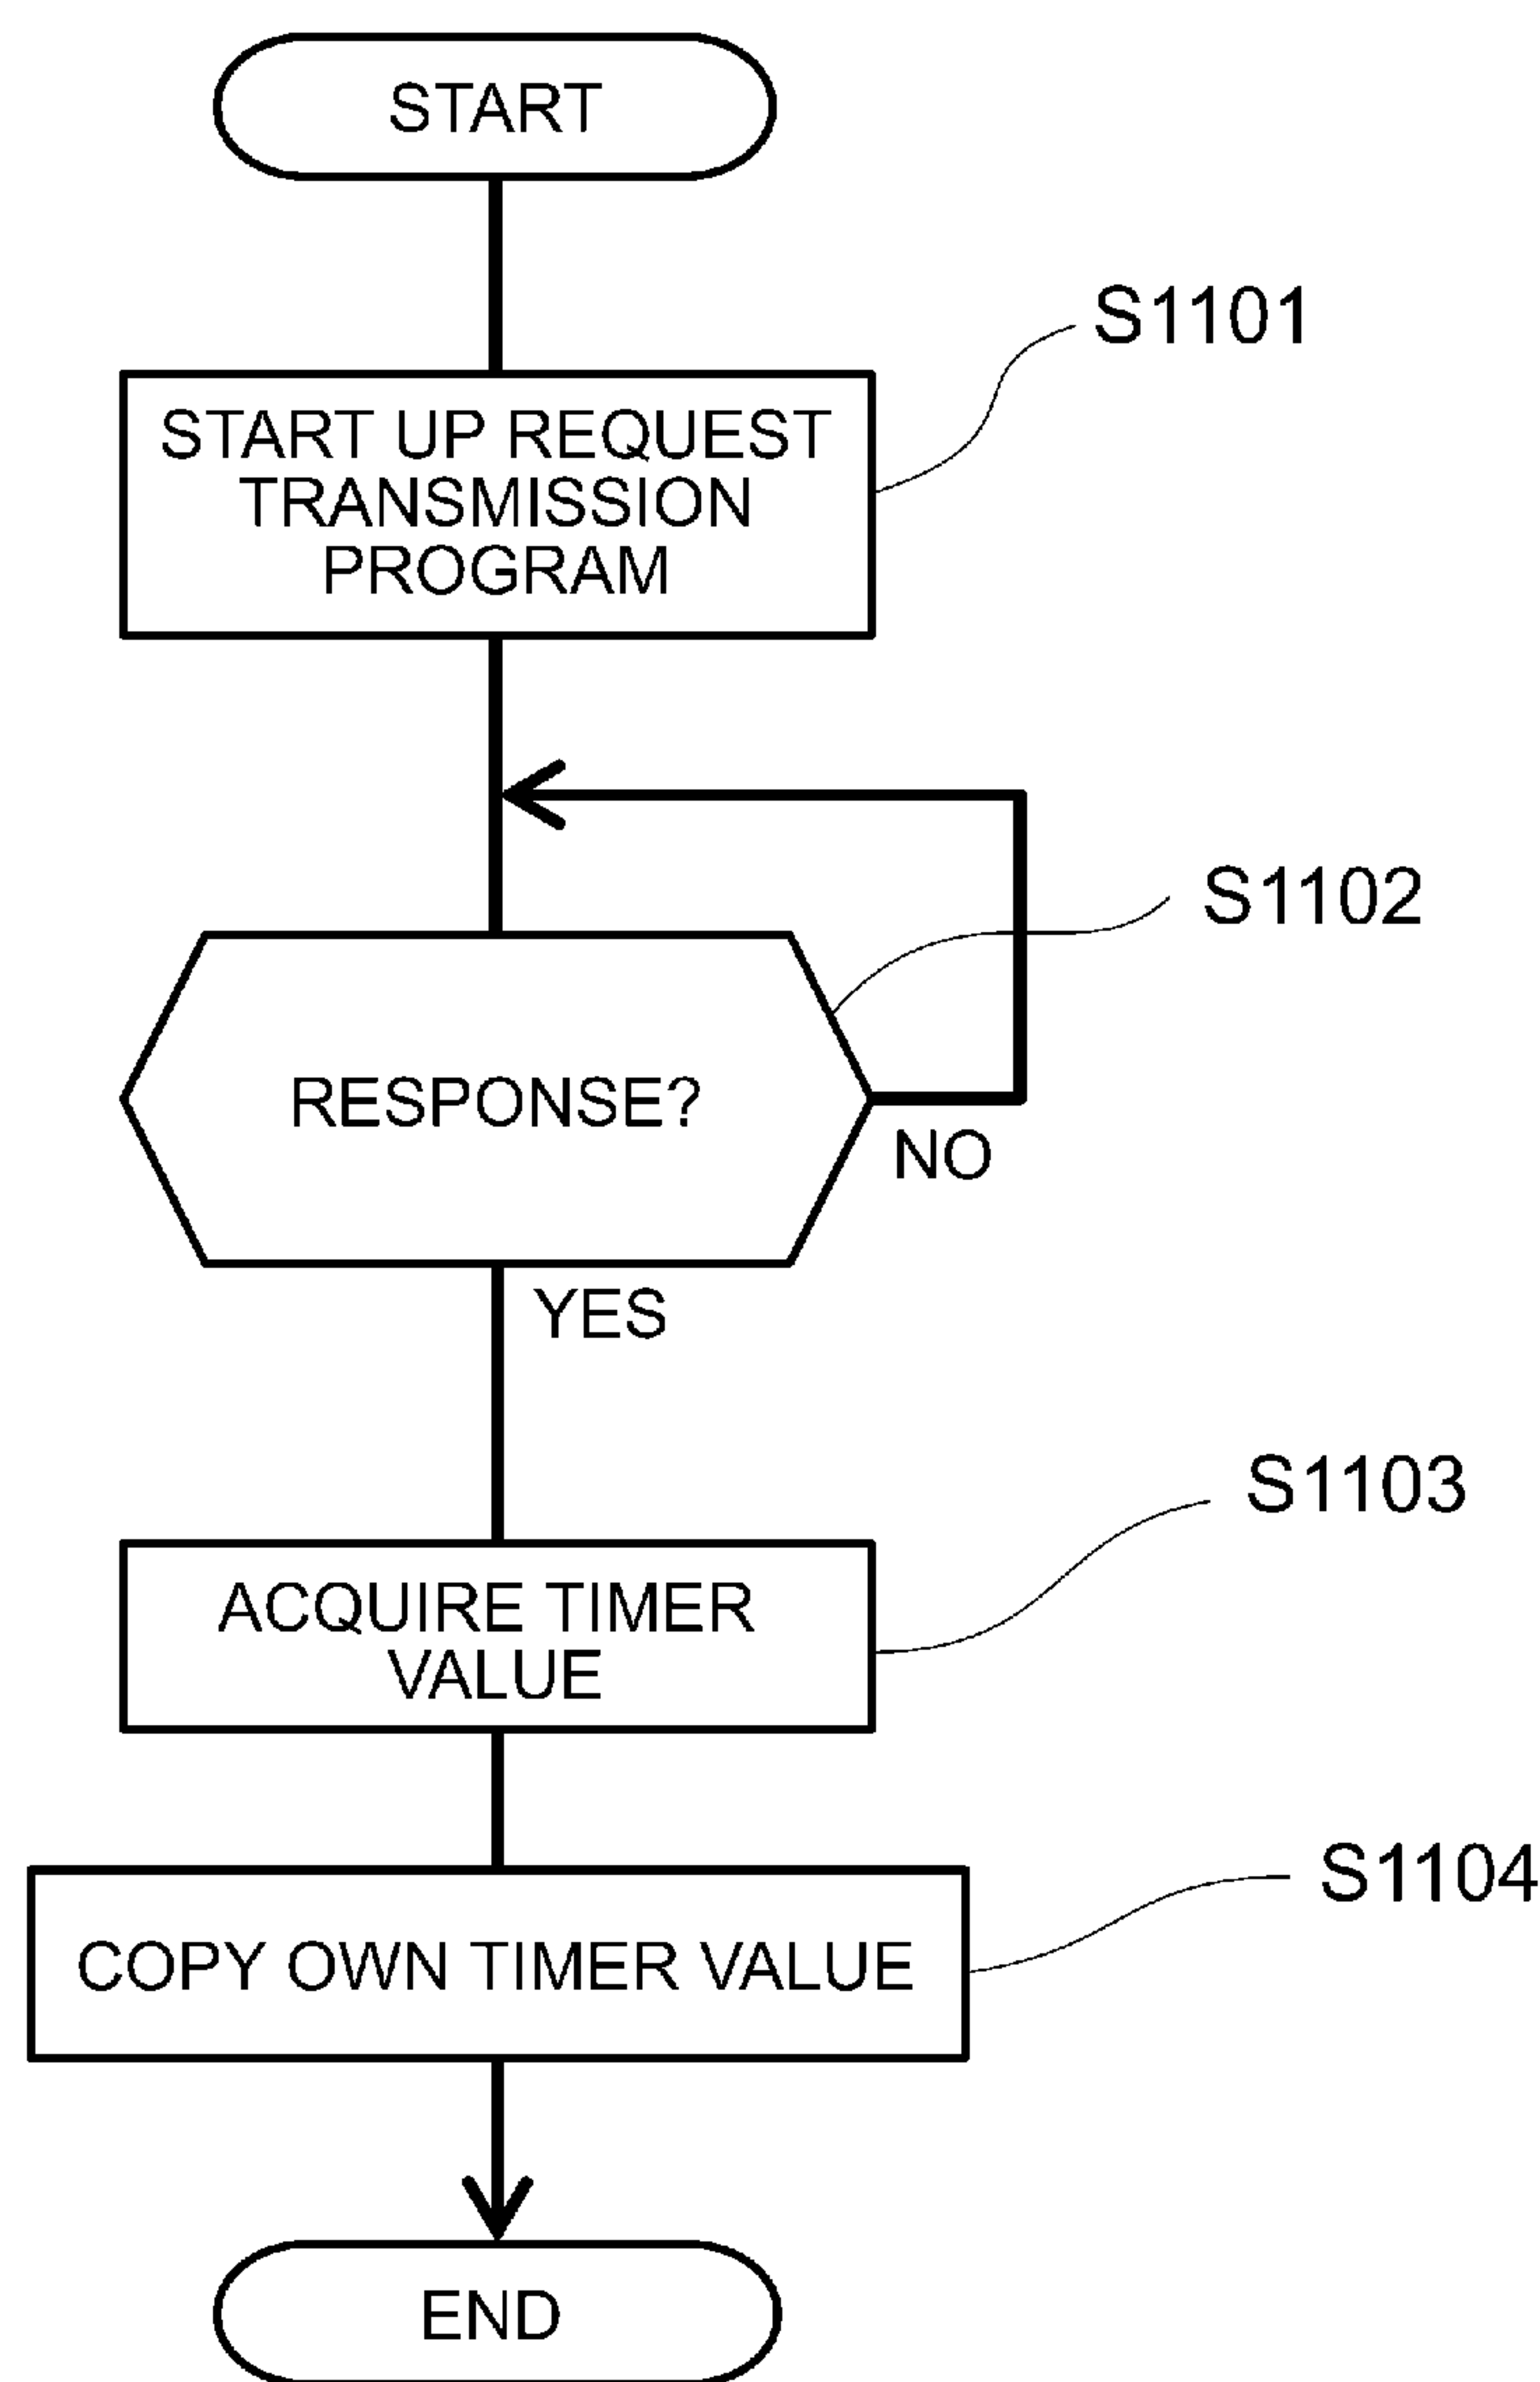 START
S1101
START UP REQUEST
TRANSMISSION
PROGRAM
S1102
RESPONSE?
NO
YES
S1103
ACQUIRE TIMER
VALUE
S1104
COPY OWN TIMER VALUE
END